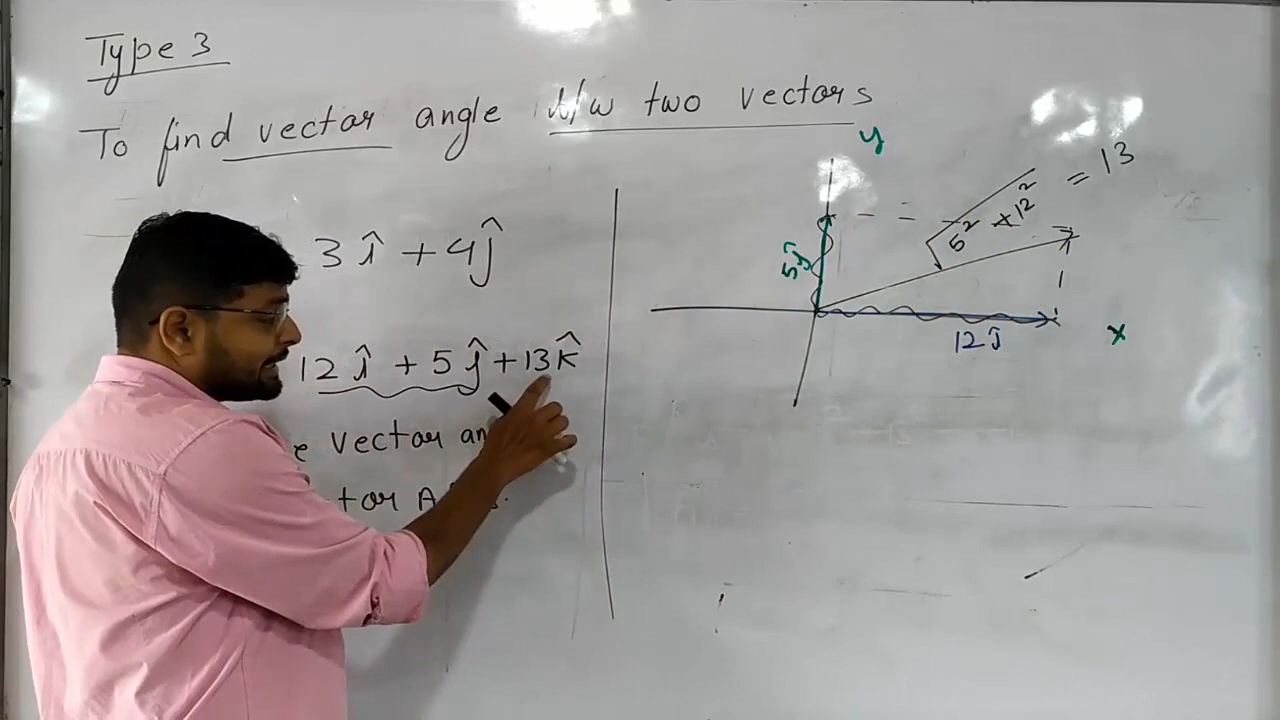 Type 3
To find vector angle b/w two vectors
3î + 4ĵ
12î + 5ĵ + 13k̂
vector an
tor A
y
5ĵ
5² + 12² = 13
12ĵ
x